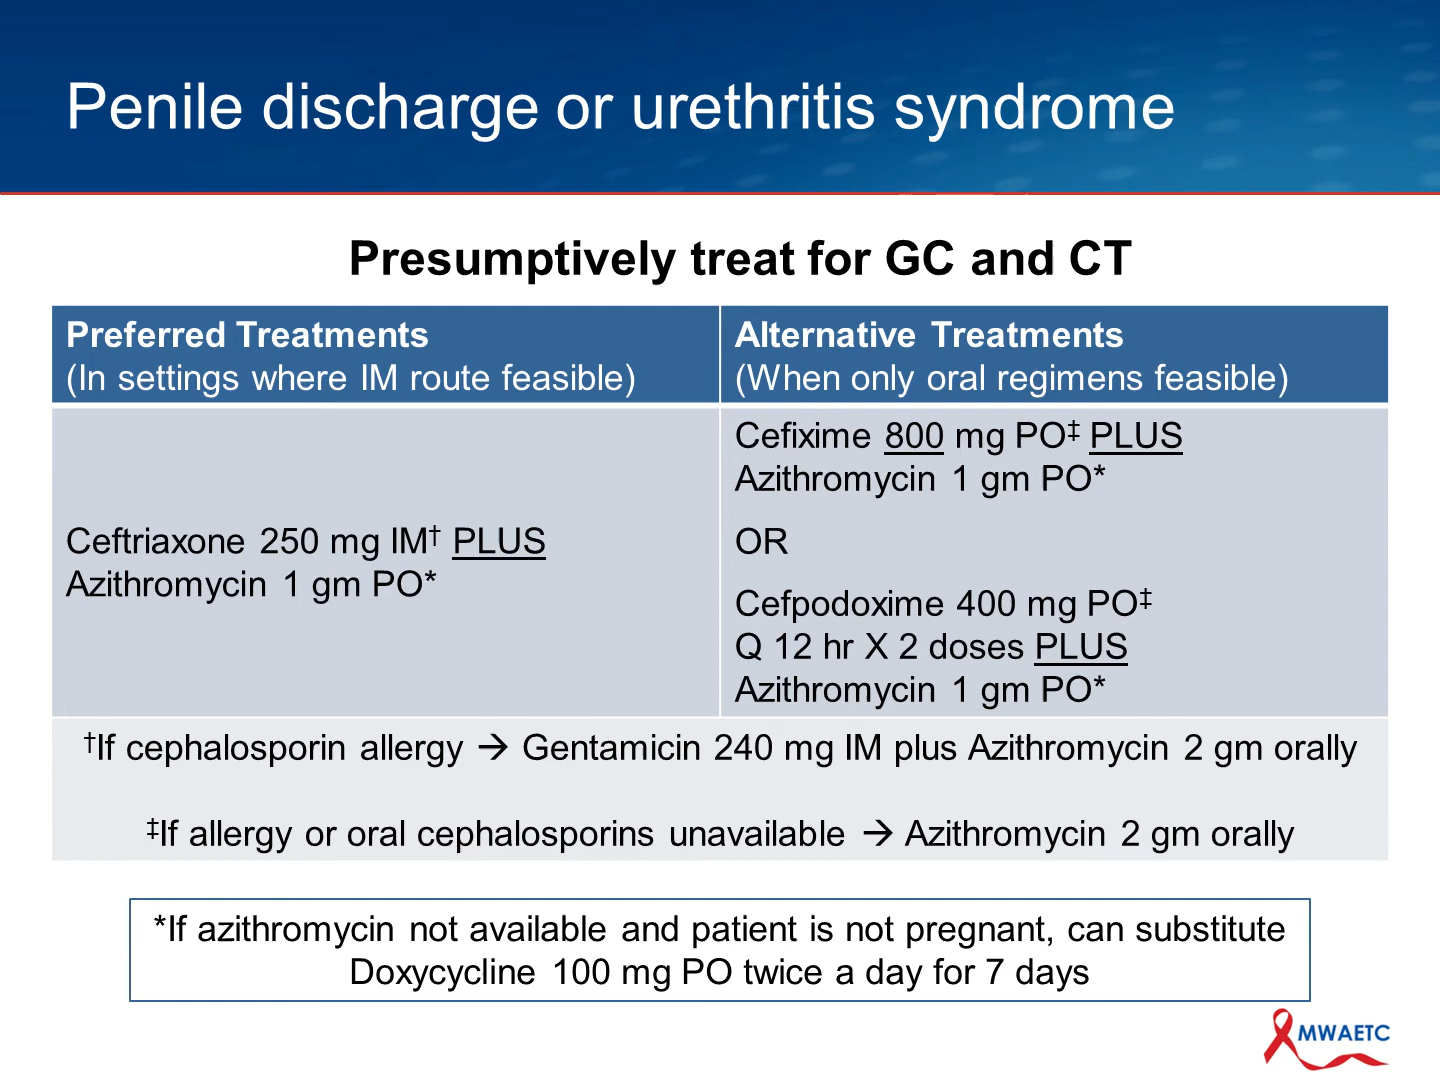 Penile discharge or urethritis syndrome
Presumptively treat for GC and CT
Preferred Treatments
(In settings where IM route feasible)
Alternative Treatments
(When only oral regimens feasible)
Ceftriaxone 250 mg IM† PLUS
Azithromycin 1 gm PO*
Cefixime 800 mg PO‡ PLUS
Azithromycin 1 gm PO*
OR
Cefpodoxime 400 mg PO‡
Q 12 hr X 2 doses PLUS
Azithromycin 1 gm PO*
†If cephalosporin allergy → Gentamicin 240 mg IM plus Azithromycin 2 gm orally
‡If allergy or oral cephalosporins unavailable → Azithromycin 2 gm orally
*If azithromycin not available and patient is not pregnant, can substitute
Doxycycline 100 mg PO twice a day for 7 days
MWAETC